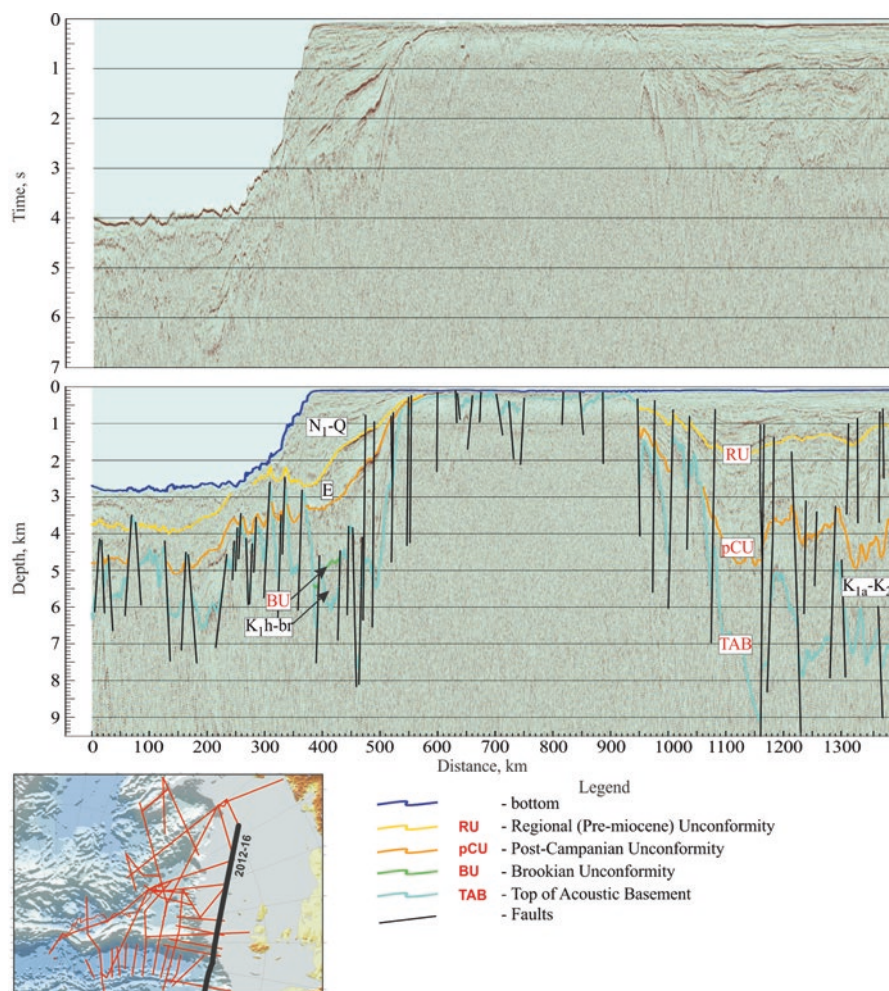 0
1
2
3
4
5
6
7
Time, s
0
1
2
3
4
5
6
7
8
9
Depth, km
N₁-Q
E
BU
K₁h-br
RU
pCU
K₁ₐ-K₂
TAB
0 100 200 300 400 500 600 700 800 900 1000 1100 1200 1300
Distance, km
2012-16
Legend
- bottom
RU - Regional (Pre-miocene) Unconformity
pCU - Post-Campanian Unconformity
BU - Brookian Unconformity
TAB - Top of Acoustic Basement
- Faults